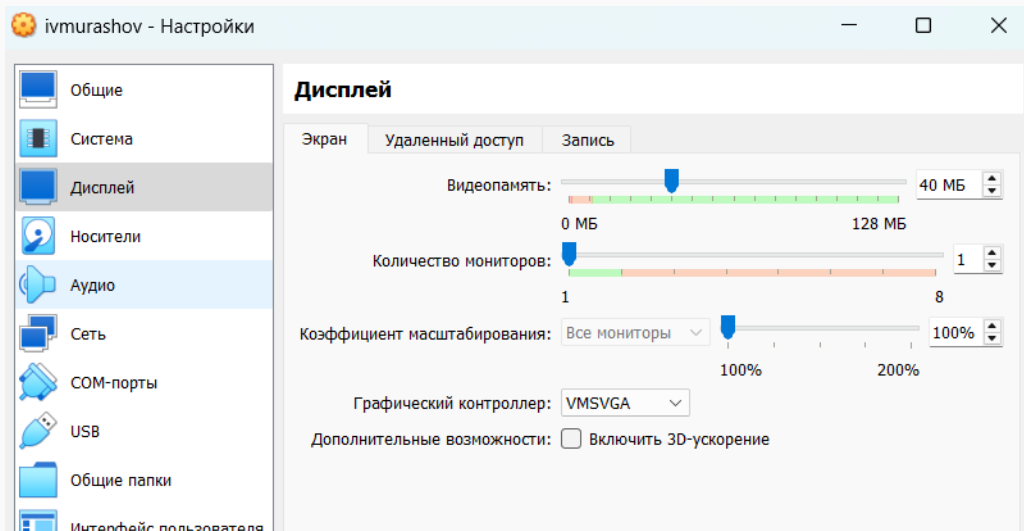 ivmurashov - Настройки
Общие
Система
Дисплей
Носители
Аудио
Сеть
COM-порты
USB
Общие папки
Интерфейс пользователя
Дисплей
Экран Удаленный доступ Запись
Видеопамять: 40 МБ
0 МБ 128 МБ
Количество мониторов: 1
1 8
Коэффициент масштабирования: Все мониторы 100%
100% 200%
Графический контроллер: VMSVGA
Дополнительные возможности: Включить 3D-ускорение